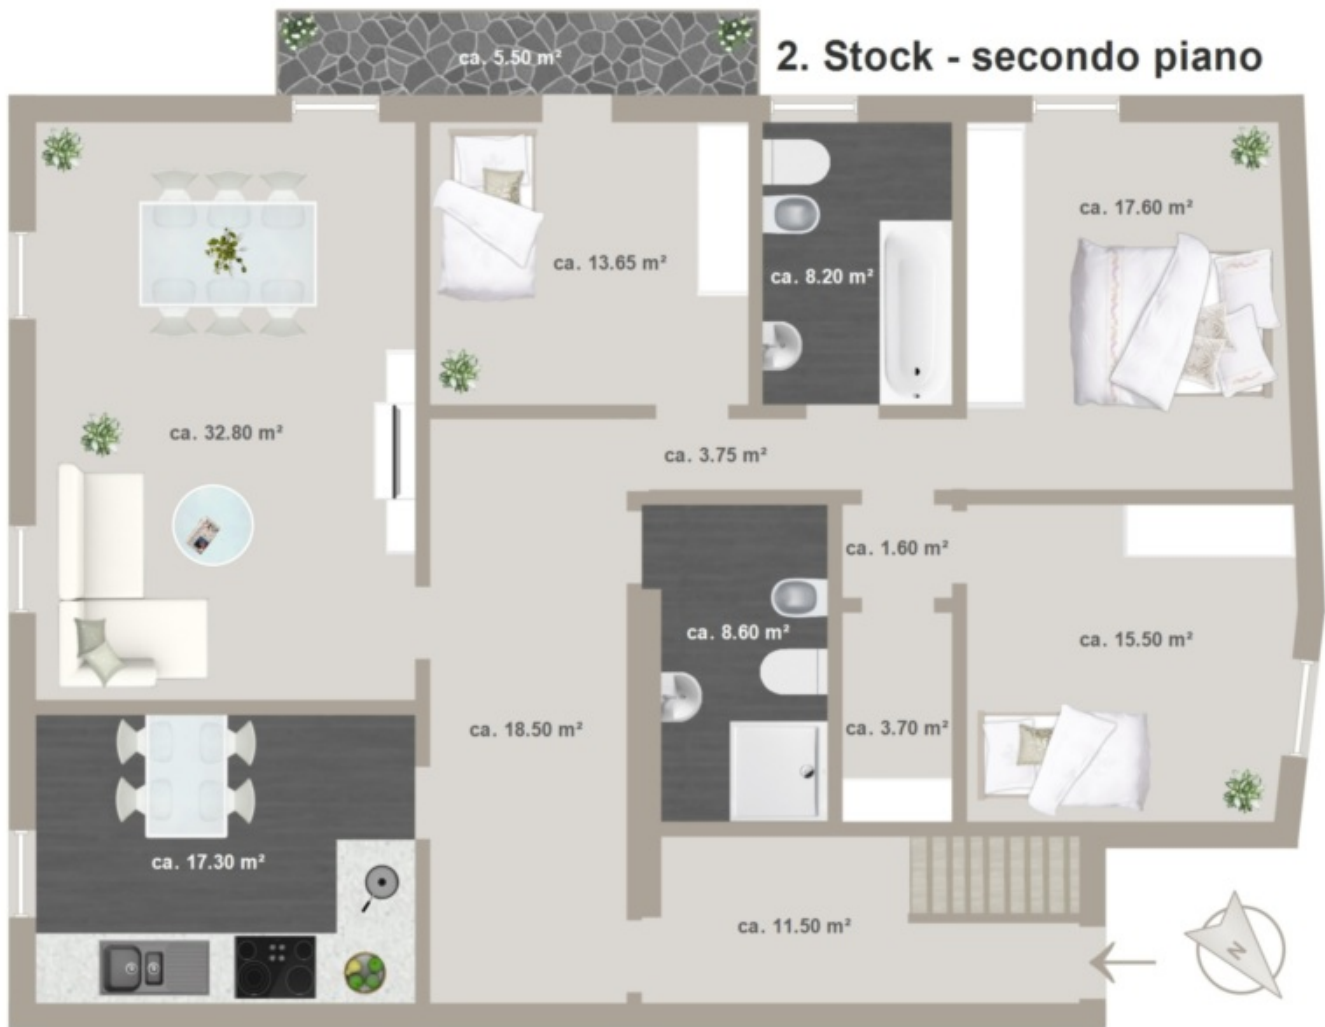 ca. 5.50 m²
2. Stock - secondo piano
ca. 17.60 m²
ca. 13.65 m²
ca. 8.20 m²
ca. 32.80 m²
ca. 3.75 m²
ca. 1.60 m²
ca. 8.60 m²
ca. 15.50 m²
ca. 18.50 m²
ca. 3.70 m²
ca. 17.30 m²
ca. 11.50 m²
N